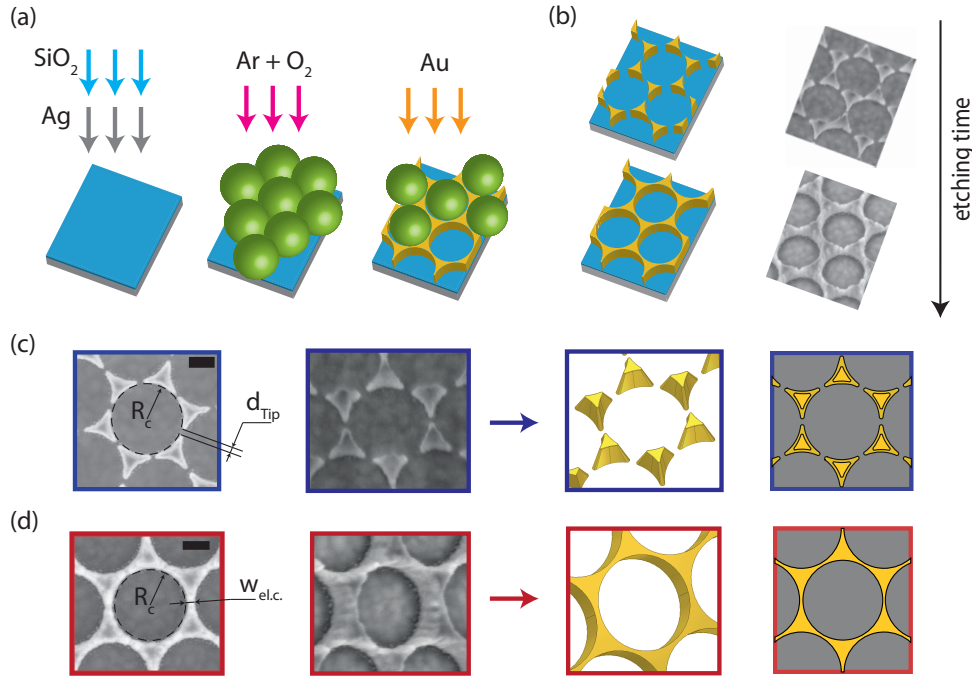 (a)
SiO2
Ag
Ar + O2
Au
(b)
etching time
(c)
Rc
dTip
(d)
Rc
wel.c.